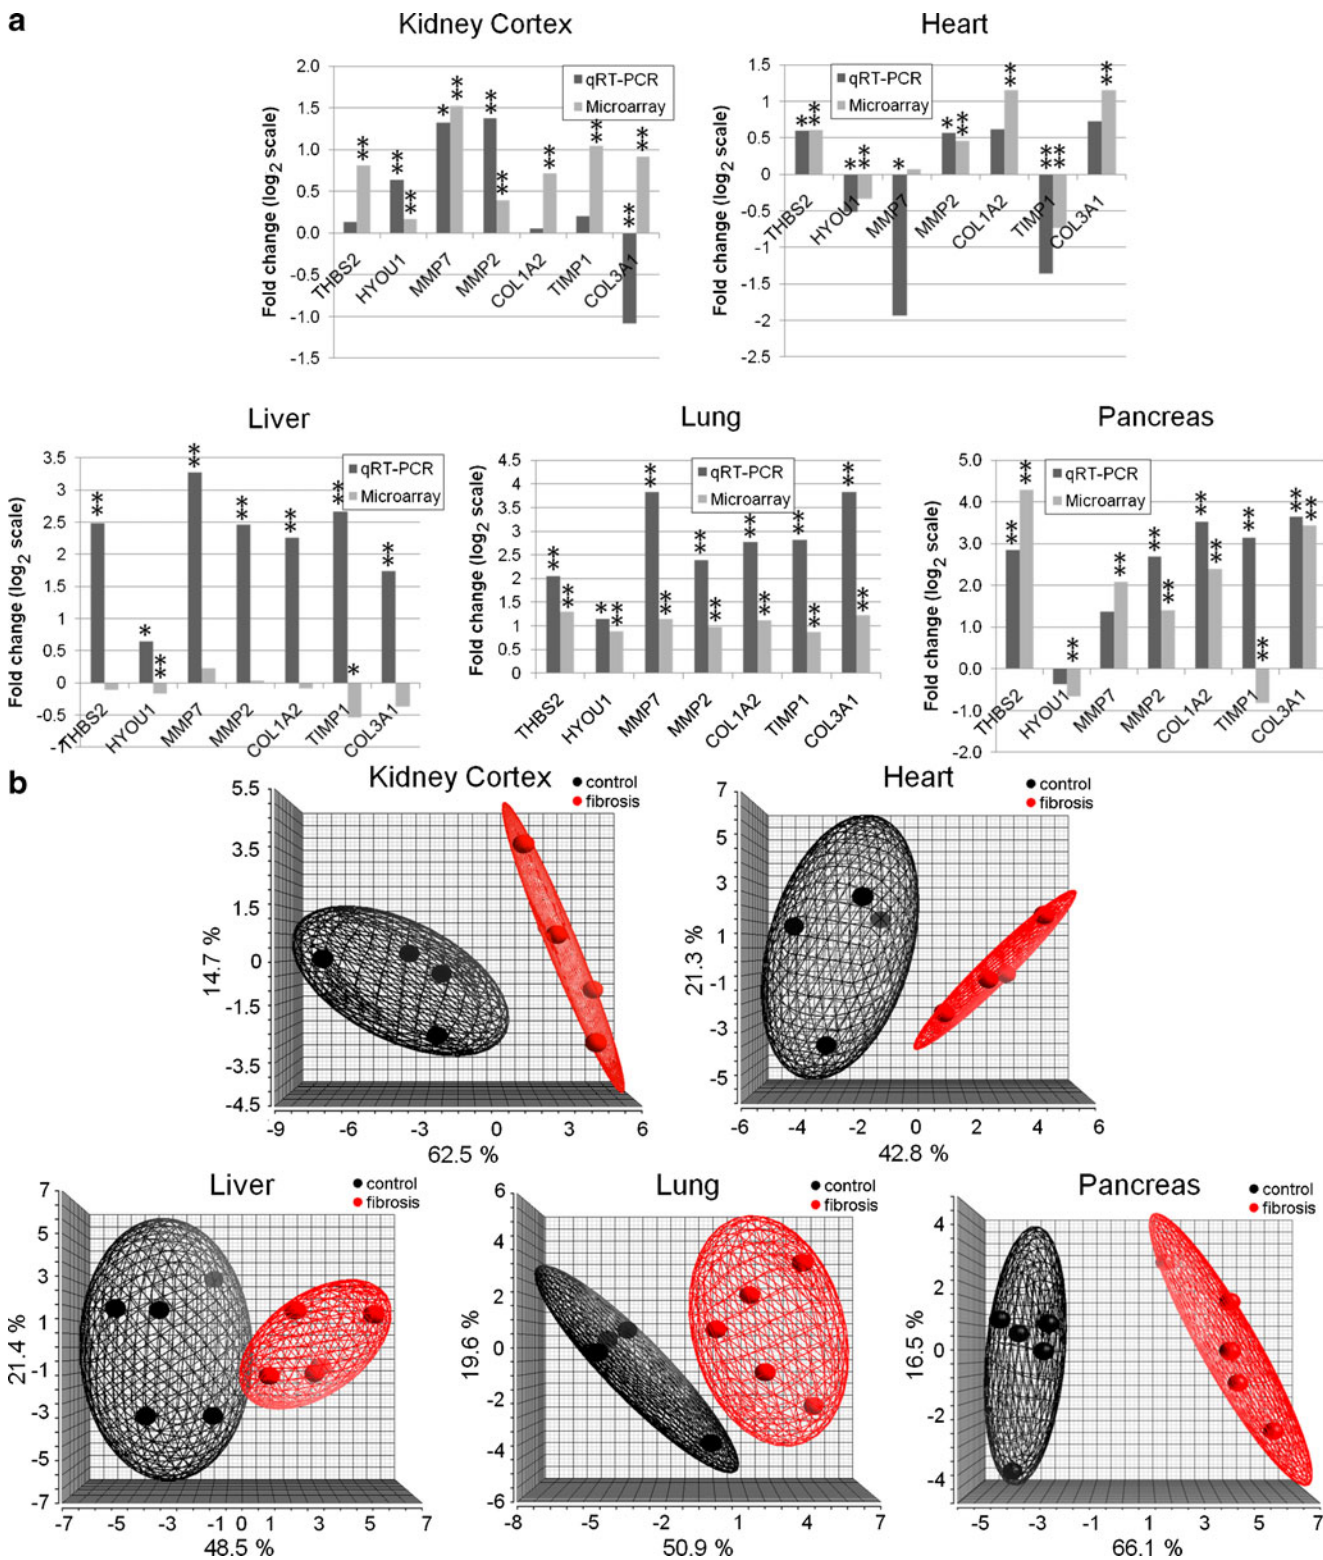 a
Kidney Cortex
Fold change (log2 scale)
2.0
1.5
1.0
0.5
0.0
-0.5
-1.0
-1.5
qRT-PCR
Microarray
* * ** ** * ** ** ** ** ** ** **
THBS2 HYOU1 MMP7 MMP2 COL1A2 TIMP1 COL3A1
Heart
Fold change (log2 scale)
1.5
1
0.5
0
-0.5
-1
-1.5
-2
-2.5
qRT-PCR
Microarray
THBS2 HYOU1 MMP7 MMP2 COL1A2 TIMP1 COL3A1
Liver
Fold change (log2 scale)
3.5
3
2.5
2
1.5
1
0.5
0
-0.5
-1
qRT-PCR
Microarray
THBS2 HYOU1 MMP7 MMP2 COL1A2 TIMP1 COL3A1
Lung
Fold change (log2 scale)
4.5
4
3.5
3
2.5
2
1.5
1
0.5
0
qRT-PCR
Microarray
THBS2 HYOU1 MMP7 MMP2 COL1A2 TIMP1 COL3A1
Pancreas
Fold change (log2 scale)
5.0
4.0
3.0
2.0
1.0
0.0
-1.0
-2.0
qRT-PCR
Microarray
THBS2 HYOU1 MMP7 MMP2 COL1A2 TIMP1 COL3A1
b
Kidney Cortex
control
fibrosis
14.7 %
5.5
3.5
1.5
0
-1.5
-3.5
-4.5
-9 -6 -3 0 3 6
62.5 %
Heart
control
fibrosis
21.3 %
7
5
3
1
-1
-3
-5
-6 -4 -2 0 2 4 6
42.8 %
Liver
control
fibrosis
21.4 %
7
5
3
1
-1
-3
-5
-7
-7 -5 -3 -1 0 1 3 5 7
48.5 %
Lung
control
fibrosis
19.6 %
6
4
2
0
-2
-4
-6
-8 -5 -2 1 4 7
50.9 %
Pancreas
control
fibrosis
16.5 %
4
2
0
-2
-4
-5 -3 -1 1 3 5 7
66.1 %